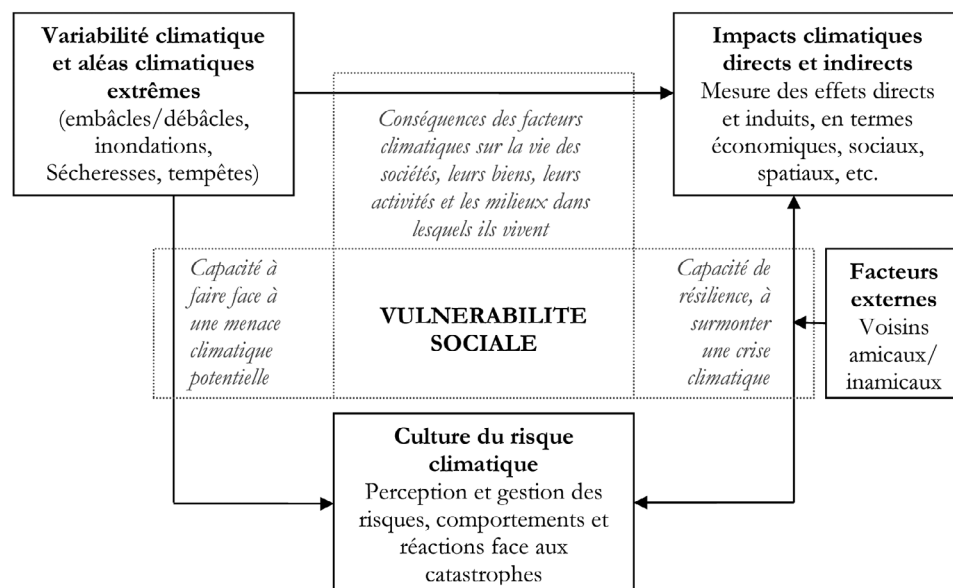 Variabilité climatique
et aléas climatiques
extrêmes
(embâcles/débâcles,
inondations,
Sécheresses, tempêtes)
Impacts climatiques
directs et indirects
Mesure des effets directs
et induits, en termes
économiques, sociaux,
spatiaux, etc.
Conséquences des facteurs
climatiques sur la vie des
sociétés, leurs biens, leurs
activités et les milieux dans
lesquels ils vivent
Capacité à
faire face à
une menace
climatique
potentielle
VULNERABILITE
SOCIALE
Capacité de
résilience, à
surmonter
une crise
climatique
Facteurs
externes
Voisins
amicaux/
inamicaux
Culture du risque
climatique
Perception et gestion des
risques, comportements et
réactions face aux
catastrophes